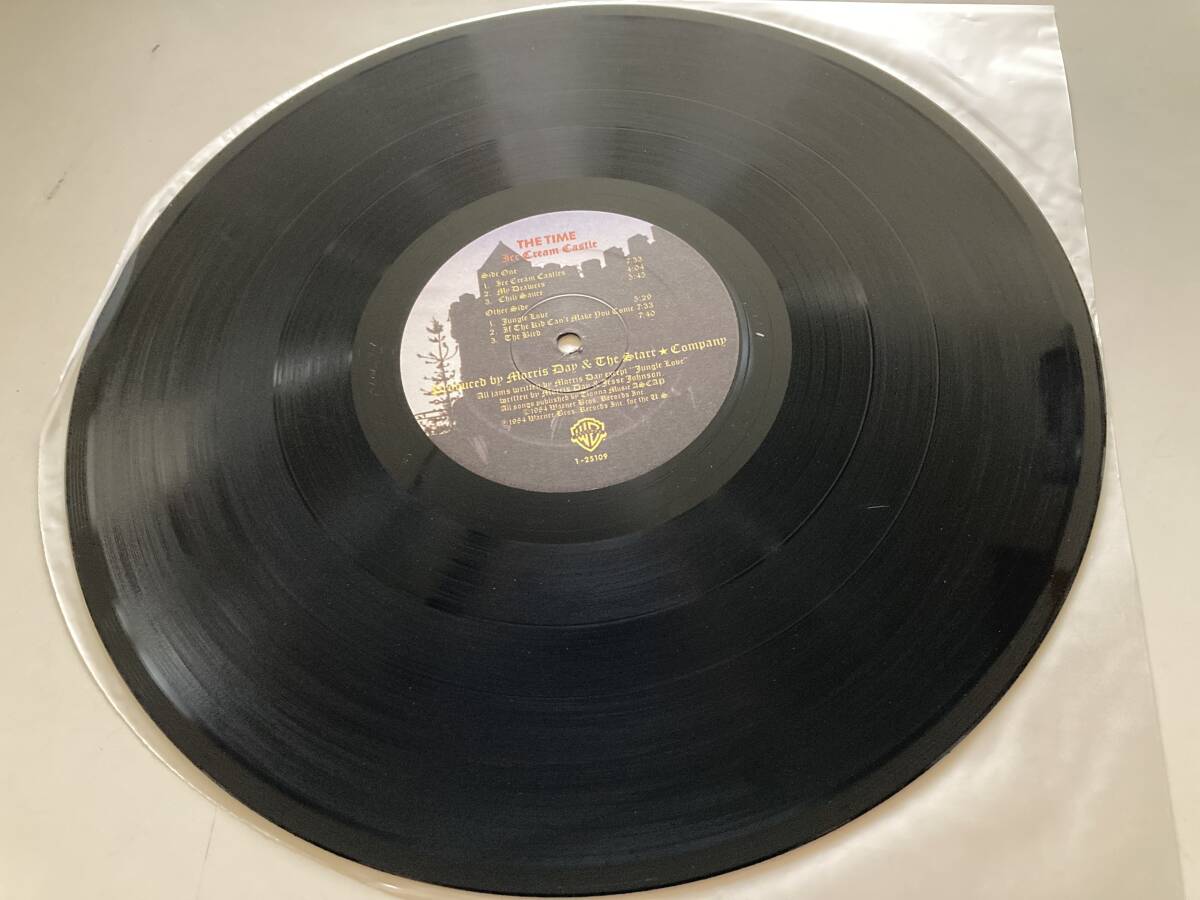 THE TIME
Ice Cream Castle
Side One
1. Ice Cream Castles 7:33
2. My Drawers 4:04
3. Chili Sauce 5:45
Other Side
1. Jungle Love 5:29
2. If The Kid Can't Make You Come 7:33
3. The Bird 7:40
Produced by Morris Day & The Starr ★ Company
All jams written by Morris Day except "Jungle Love"
written by Morris Day & Jesse Johnson
All songs published by Tionna Music ASCAP
©1984 Warner Bros. Records Inc.
℗1984 Warner Bros. Records Inc. for the U S
1-25109